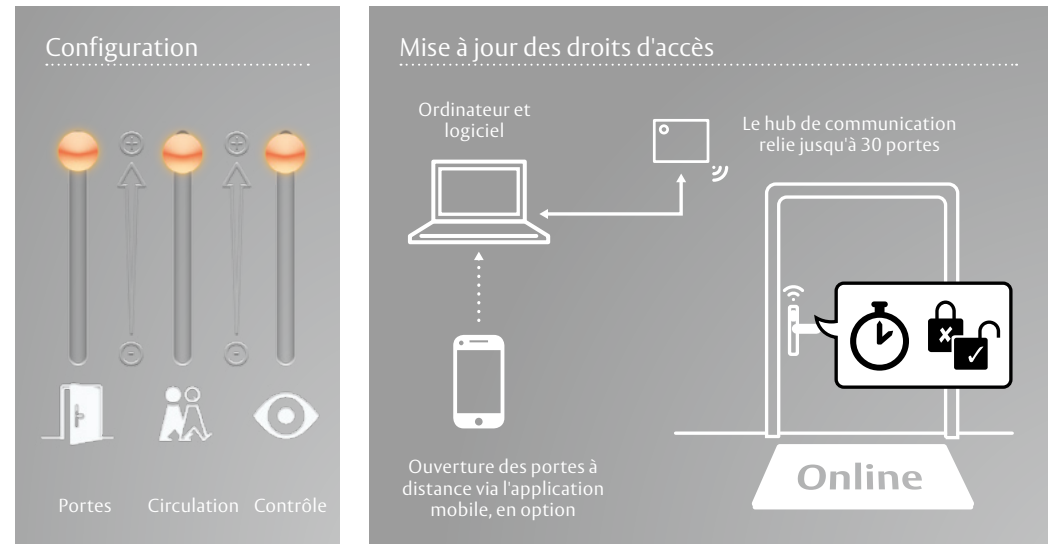 Configuration
Portes
Circulation
Contrôle
Mise à jour des droits d'accès
Ordinateur et
logiciel
Le hub de communication
relie jusqu'à 30 portes
Ouverture des portes à
distance via l'application
mobile, en option
Online